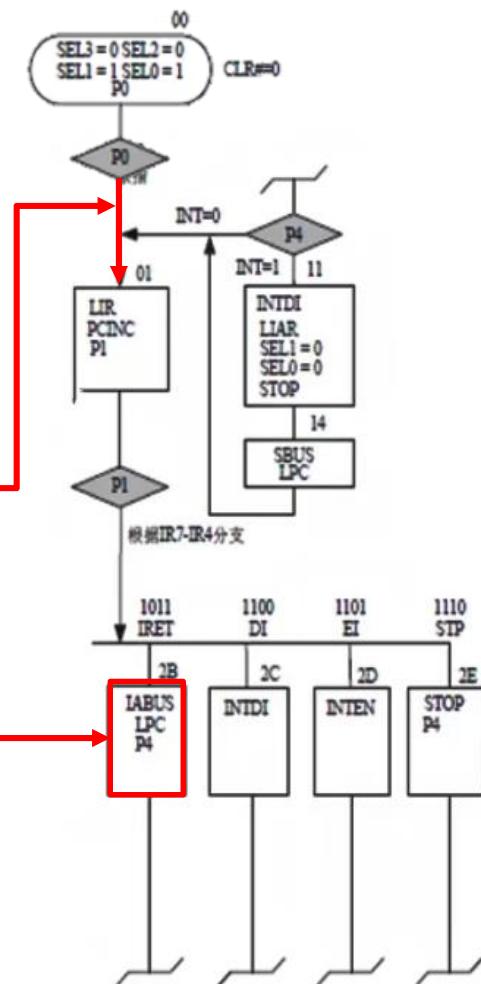 00
SEL3 = 0 SEL2 = 0
SEL1 = 1 SEL0 = 1
P0
CLR#=0
P0
INT=0
P4
INT=1
11
01
LIR
PCINC
P1
INTDI
LIAR
SEL1 = 0
SEL0 = 0
STOP
14
SBUS
LPC
P1
根据IR7-IR4分支
1011
IRET
1100
DI
1101
EI
1110
STP
2B
IABUS
LPC
P4
2C
INTDI
2D
INTEN
2E
STOP
P4